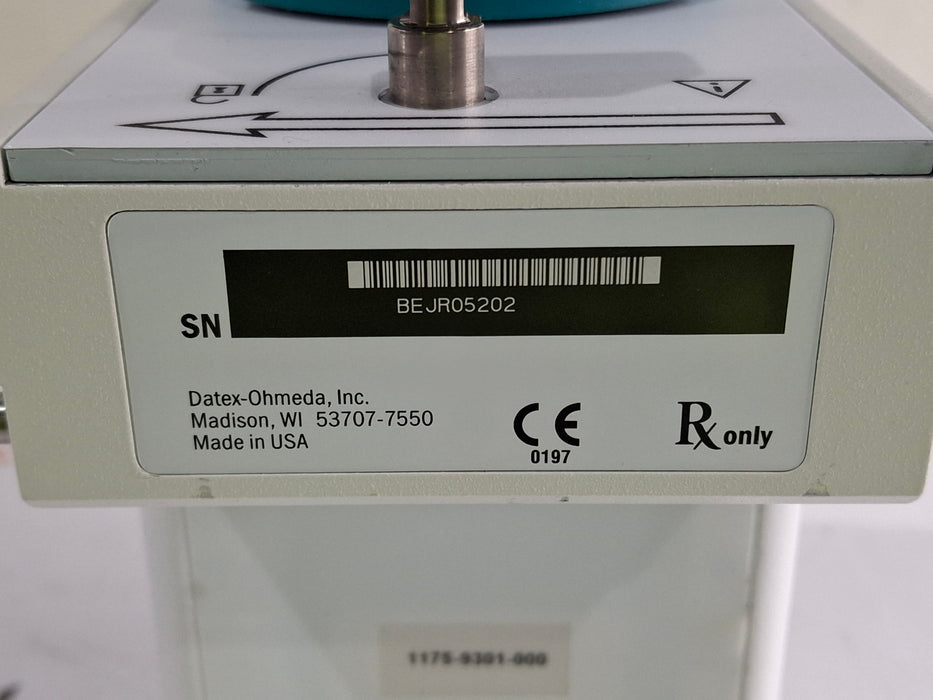 SN
BEJR05202
Datex-Ohmeda, Inc.
Madison, WI 53707-7550
Made in USA
CE
0197
Rx only
1175-9301-000